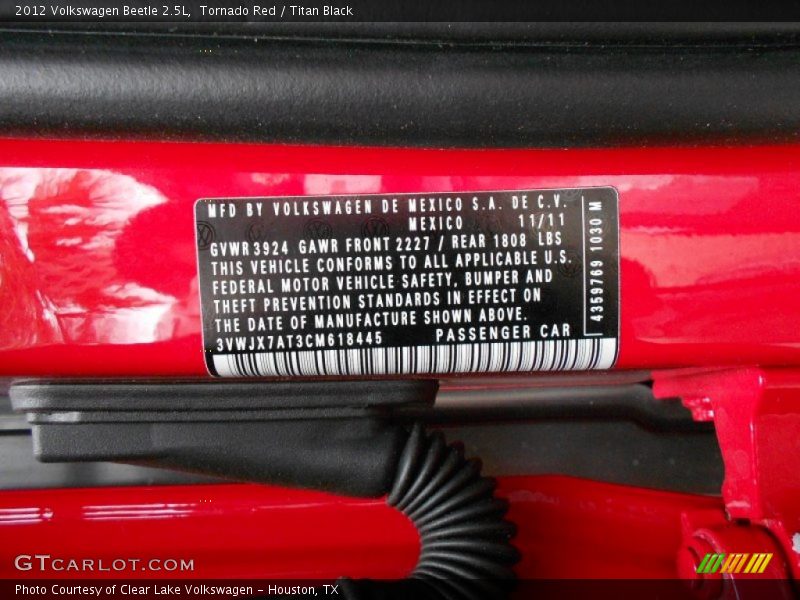 2012 Volkswagen Beetle 2.5L, Tornado Red / Titan Black
MFD BY VOLKSWAGEN DE MEXICO S.A. DE C.V.
MEXICO 11/11
GVWR 3924 GAWR FRONT 2227 / REAR 1808 LBS
THIS VEHICLE CONFORMS TO ALL APPLICABLE U.S.
FEDERAL MOTOR VEHICLE SAFETY, BUMPER AND
THEFT PREVENTION STANDARDS IN EFFECT ON
THE DATE OF MANUFACTURE SHOWN ABOVE.
3VWJX7AT3CM618445 PASSENGER CAR
4359769 1030 M
GTCARLOT.COM
Photo Courtesy of Clear Lake Volkswagen - Houston, TX